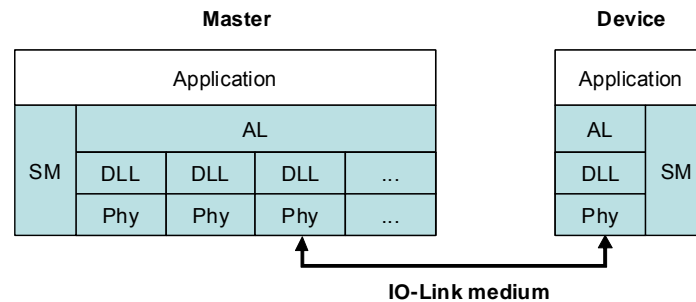 Master Device
Application Application
AL AL
SM DLL DLL DLL ... DLL SM
Phy Phy Phy ... Phy
IO-Link medium